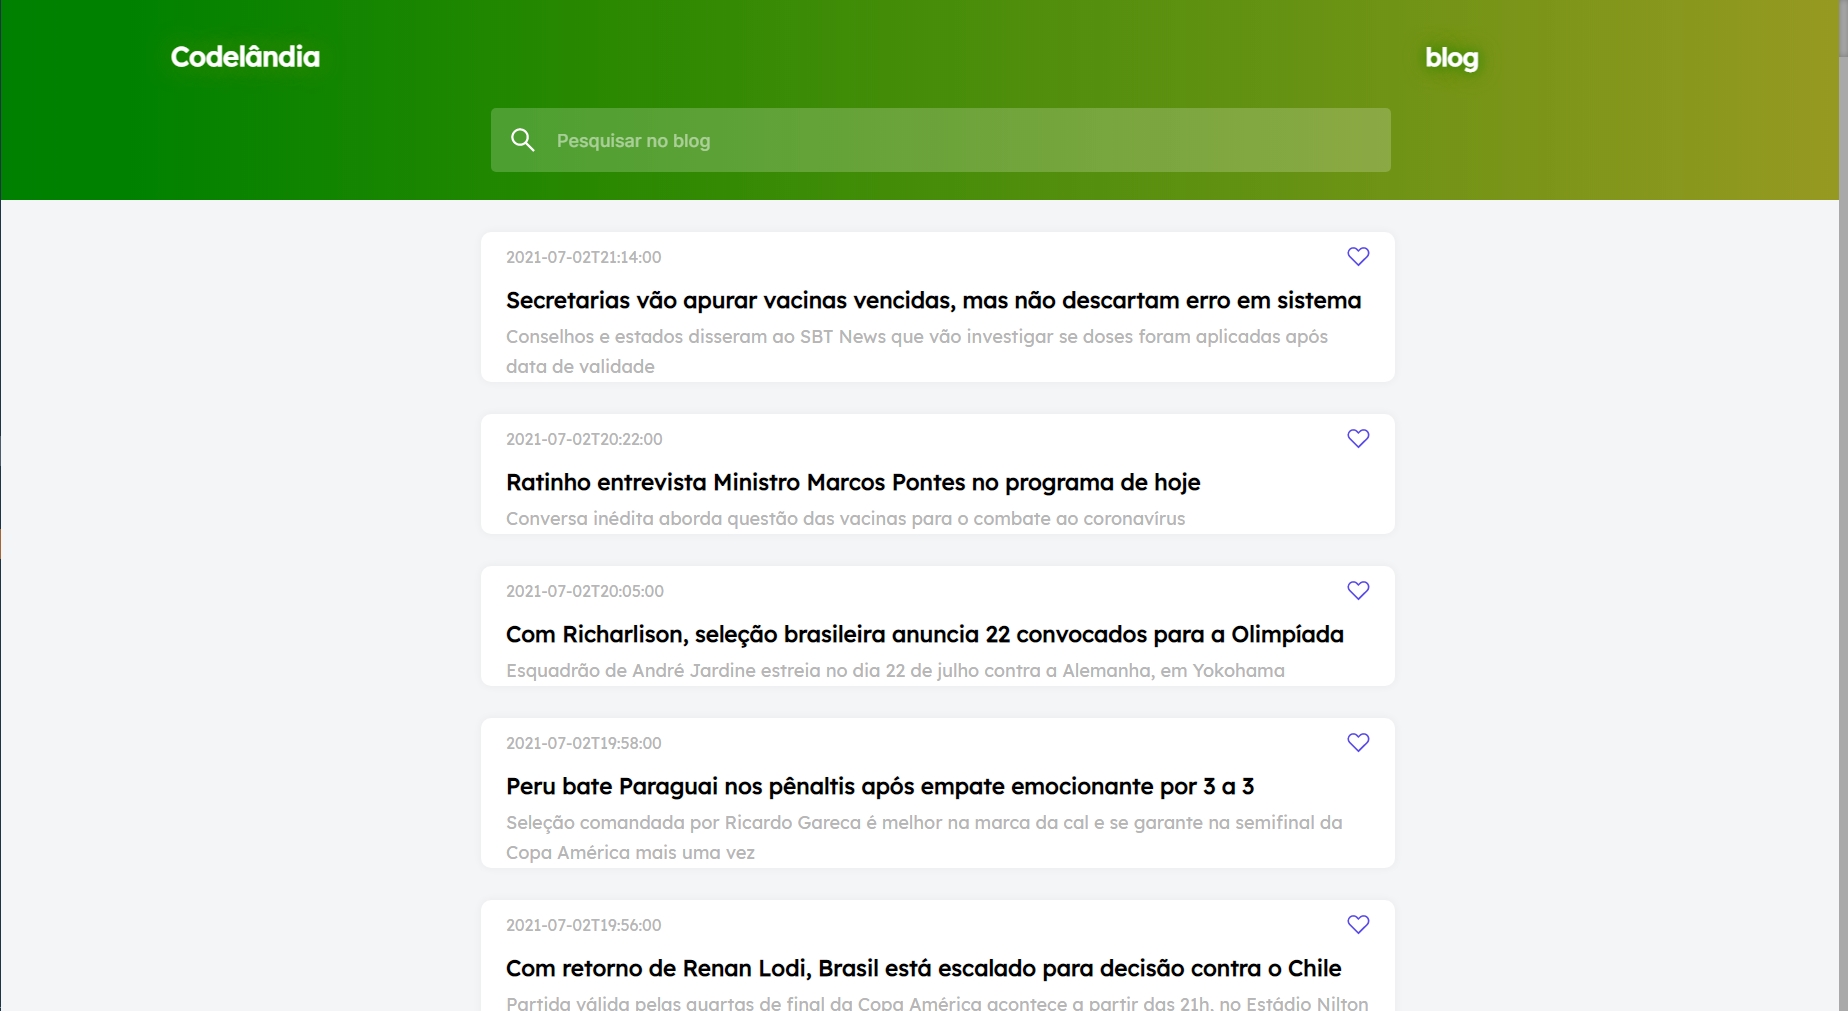 Codelândia
blog
Pesquisar no blog
2021-07-02T21:14:00
Secretarias vão apurar vacinas vencidas, mas não descartam erro em sistema
Conselhos e estados disseram ao SBT News que vão investigar se doses foram aplicadas após
data de validade
2021-07-02T20:22:00
Ratinho entrevista Ministro Marcos Pontes no programa de hoje
Conversa inédita aborda questão das vacinas para o combate ao coronavírus
2021-07-02T20:05:00
Com Richarlison, seleção brasileira anuncia 22 convocados para a Olimpíada
Esquadrão de André Jardine estreia no dia 22 de julho contra a Alemanha, em Yokohama
2021-07-02T19:58:00
Peru bate Paraguai nos pênaltis após empate emocionante por 3 a 3
Seleção comandada por Ricardo Gareca é melhor na marca da cal e se garante na semifinal da
Copa América mais uma vez
2021-07-02T19:56:00
Com retorno de Renan Lodi, Brasil está escalado para decisão contra o Chile
Partida válida pelas quartas de final da Copa América acontece a partir das 21h, no Estádio Nilton